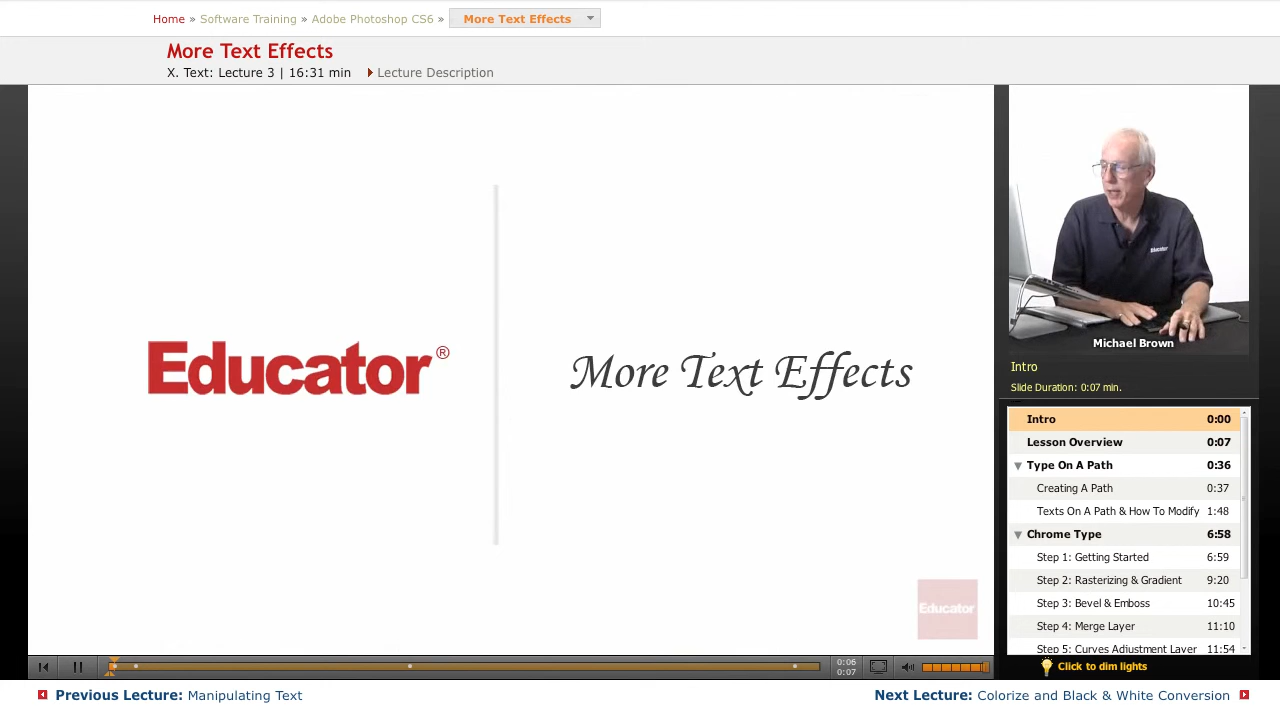 Home » Software Training » Adobe Photoshop CS6 » More Text Effects
More Text Effects
X. Text: Lecture 3 | 16:31 min Lecture Description
Educator®
More Text Effects
Educator
Educator
Michael Brown
Intro
Slide Duration: 0:07 min.
Intro 0:00
Lesson Overview 0:07
Type On A Path 0:36
Creating A Path 0:37
Texts On A Path & How To Modify 1:48
Chrome Type 6:58
Step 1: Getting Started 6:59
Step 2: Rasterizing & Gradient 9:20
Step 3: Bevel & Emboss 10:45
Step 4: Merge Layer 11:10
Step 5: Curves Adjustment Layer 11:54
0:06
0:07
Click to dim lights
Previous Lecture: Manipulating Text
Next Lecture: Colorize and Black & White Conversion